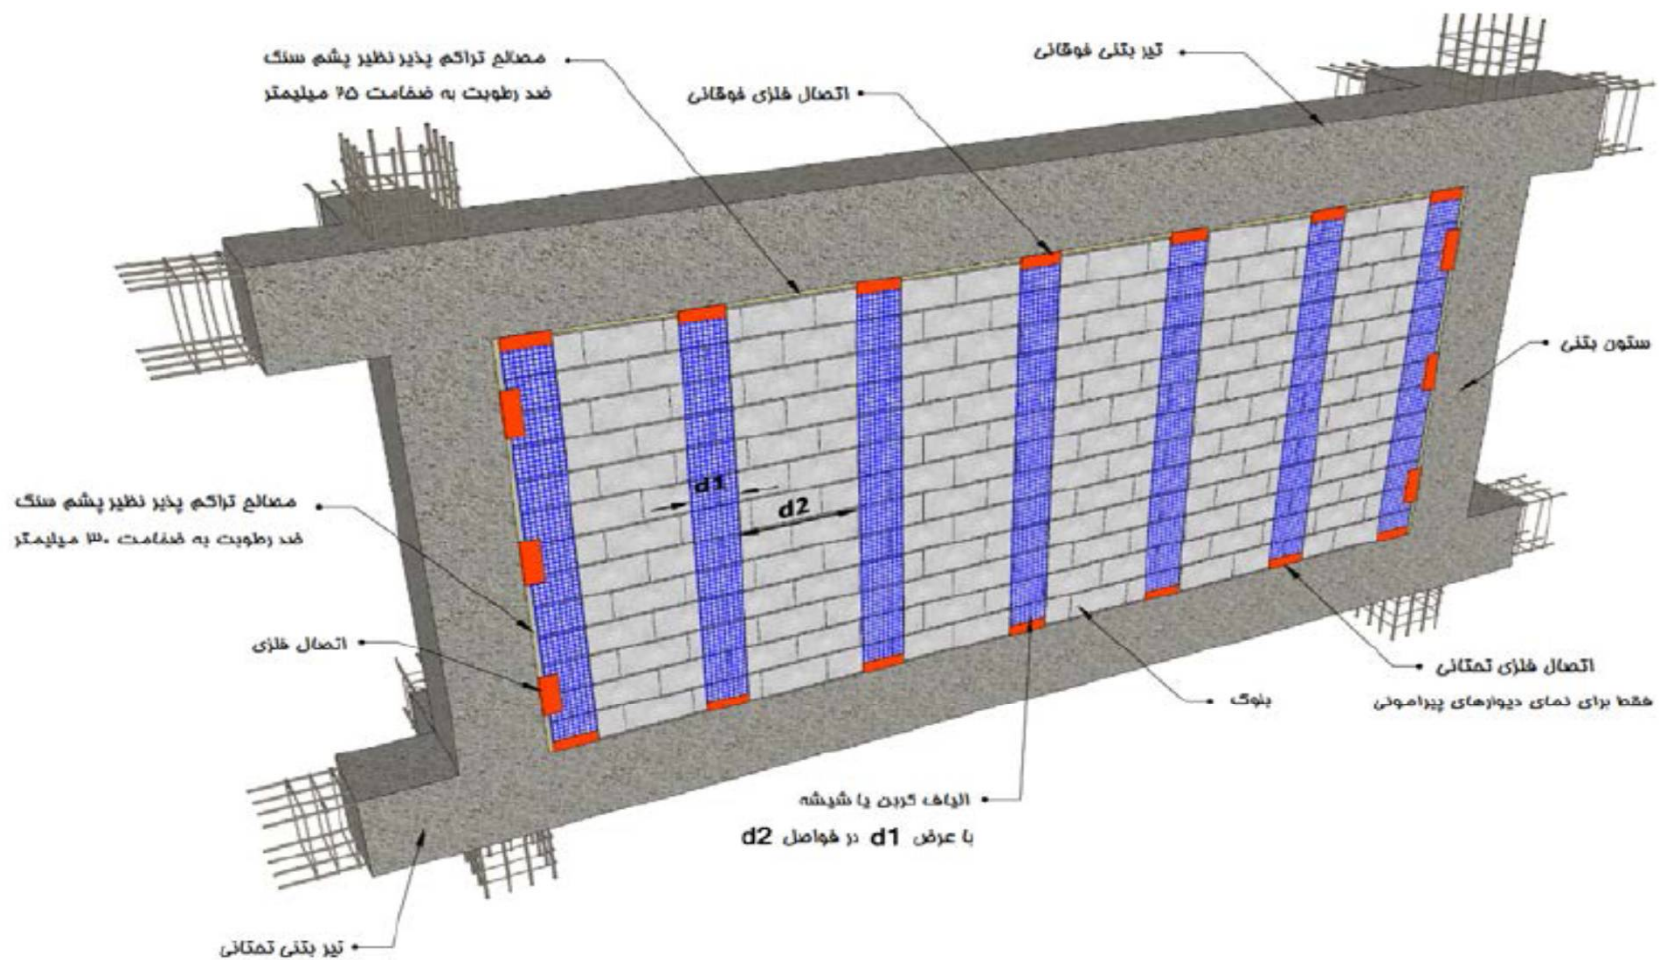 مصالح تراکم پذیر نظیر پشم سنگ
ضد رطوبت به ضخامت ۲۵ میلیمتر
تیر بتنی فوقانی
اتصال فلزی فوقانی
ستون بتنی
d1
d2
مصالح تراکم پذیر نظیر پشم سنگ
ضد رطوبت به ضخامت ۳۰ میلیمتر
اتصال فلزی
اتصال فلزی تحتانی
فقط برای نمای دیوارهای پیرامونی
بلوک
الیاف کربن یا شیشه
با عرض d1 در فواصل d2
تیر بتنی تحتانی